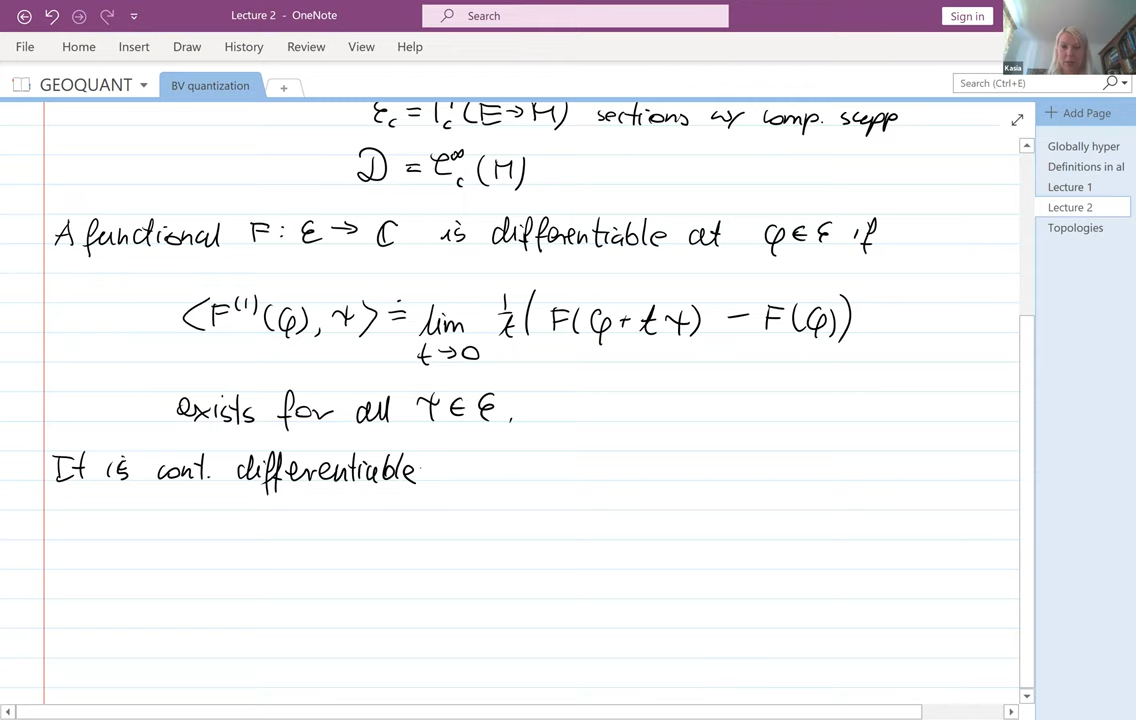 Lecture 2 - OneNote
Search
Sign in
File Home Insert Draw History Review View Help
Kasia
GEOQUANT
BV quantization
Search (Ctrl+E)
Add Page
Globally hyper
Definitions in al
Lecture 1
Lecture 2
Topologies
ℰ_c = Γ_c(E→M) sections w/ comp. supp
𝒟 = 𝒞^∞_c(M)
A functional F: ℰ → ℂ is differentiable at φ∈ℰ if
⟨F^(1)(φ), ψ⟩ ≐ lim_{t→0} 1/t (F(φ+tψ) − F(φ))
exists for all ψ∈ℰ.
It is cont. differentiable